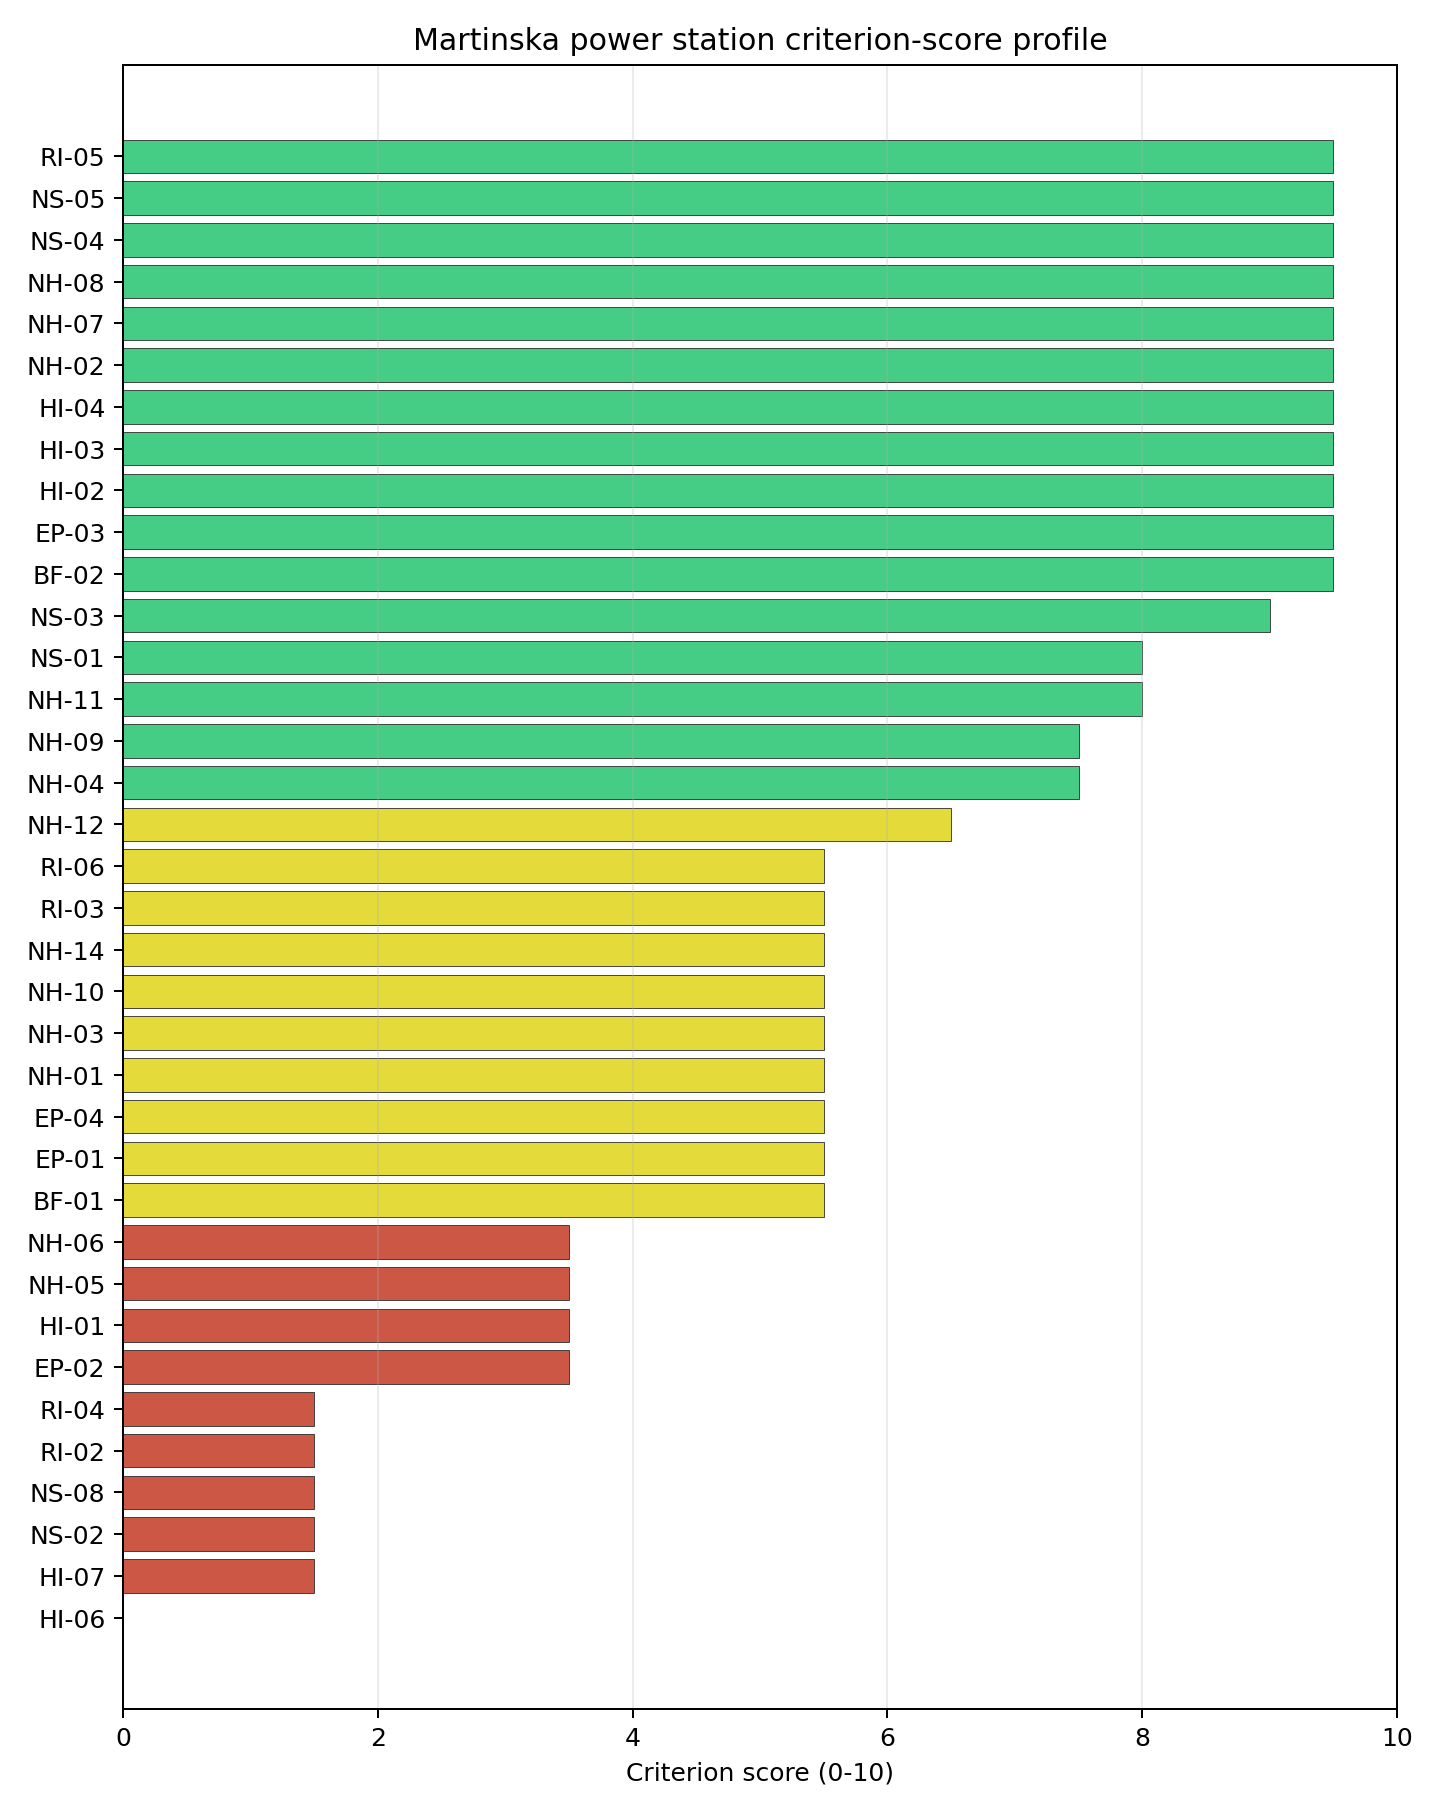 Martinska power station criterion-score profile
RI-05
NS-05
NS-04
NH-08
NH-07
NH-02
HI-04
HI-03
HI-02
EP-03
BF-02
NS-03
NS-01
NH-11
NH-09
NH-04
NH-12
RI-06
RI-03
NH-14
NH-10
NH-03
NH-01
EP-04
EP-01
BF-01
NH-06
NH-05
HI-01
EP-02
RI-04
RI-02
NS-08
NS-02
HI-07
HI-06
0 2 4 6 8 10
Criterion score (0-10)